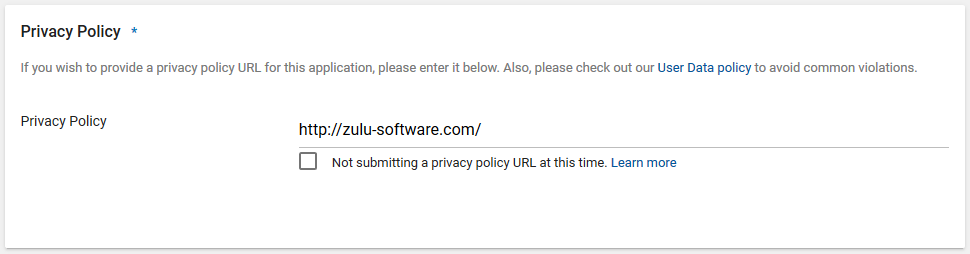 Privacy Policy *
If you wish to provide a privacy policy URL for this application, please enter it below. Also, please check out our User Data policy to avoid common violations.
Privacy Policy
http://zulu-software.com/
Not submitting a privacy policy URL at this time. Learn more